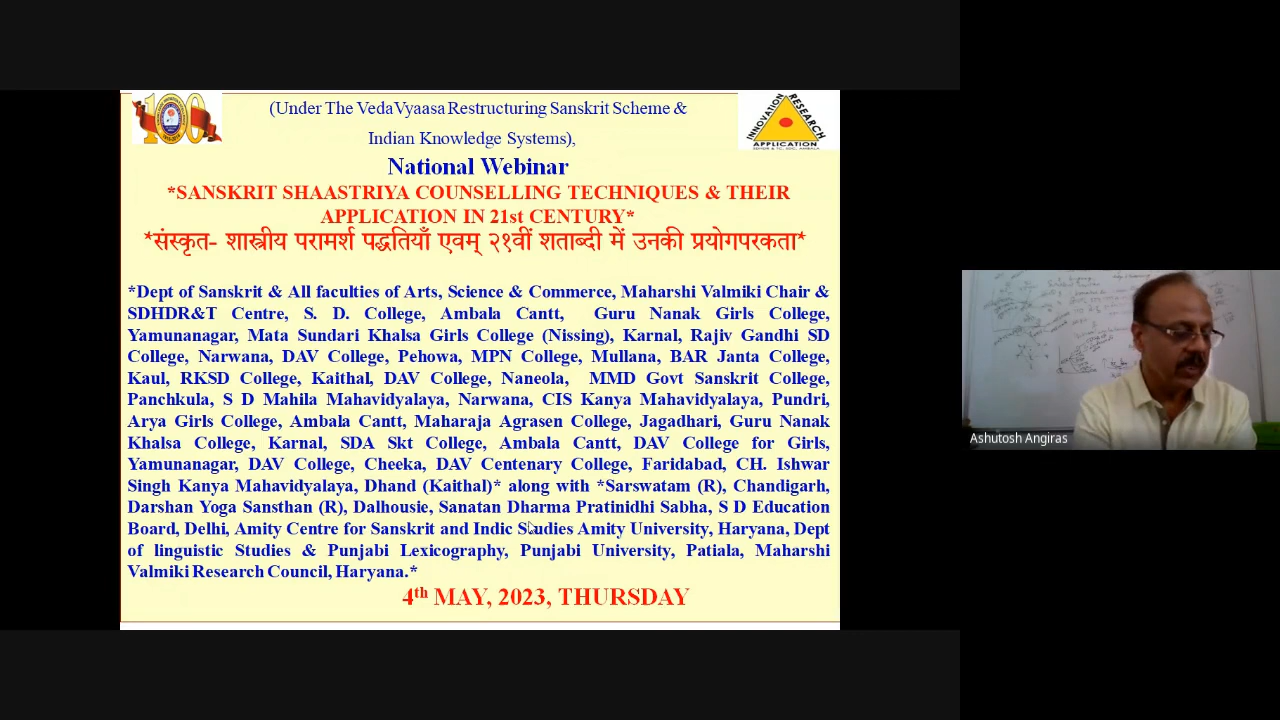 100
INNOVATION RESEARCH
APPLICATION
(Under The VedaVyaasa Restructuring Sanskrit Scheme &
Indian Knowledge Systems),
National Webinar
*SANSKRIT SHAASTRIYA COUNSELLING TECHNIQUES & THEIR
APPLICATION IN 21st CENTURY*
*संस्कृत- शास्त्रीय परामर्श पद्धतियाँ एवम् २१वीं शताब्दी में उनकी प्रयोगपरकता*
*Dept of Sanskrit & All faculties of Arts, Science & Commerce, Maharshi Valmiki Chair &
SDHDR&T Centre, S. D. College, Ambala Cantt, Guru Nanak Girls College,
Yamunanagar, Mata Sundari Khalsa Girls College (Nissing), Karnal, Rajiv Gandhi SD
College, Narwana, DAV College, Pehowa, MPN College, Mullana, BAR Janta College,
Kaul, RKSD College, Kaithal, DAV College, Naneola, MMD Govt Sanskrit College,
Panchkula, S D Mahila Mahavidyalaya, Narwana, CIS Kanya Mahavidyalaya, Pundri,
Arya Girls College, Ambala Cantt, Maharaja Agrasen College, Jagadhari, Guru Nanak
Khalsa College, Karnal, SDA Skt College, Ambala Cantt, DAV College for Girls,
Yamunanagar, DAV College, Cheeka, DAV Centenary College, Faridabad, CH. Ishwar
Singh Kanya Mahavidyalaya, Dhand (Kaithal)* along with *Sarswatam (R), Chandigarh,
Darshan Yoga Sansthan (R), Dalhousie, Sanatan Dharma Pratinidhi Sabha, S D Education
Board, Delhi, Amity Centre for Sanskrit and Indic Studies Amity University, Haryana, Dept
of linguistic Studies & Punjabi Lexicography, Punjabi University, Patiala, Maharshi
Valmiki Research Council, Haryana.*
4th MAY, 2023, THURSDAY
Ashutosh Angiras